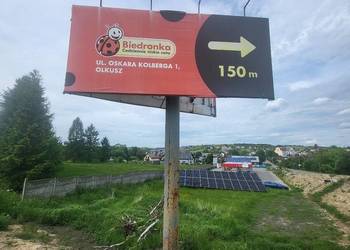 Biedronka
Codziennie niskie ceny
UL. OSKARA KOLBERGA 1,
OLKUSZ
150 m